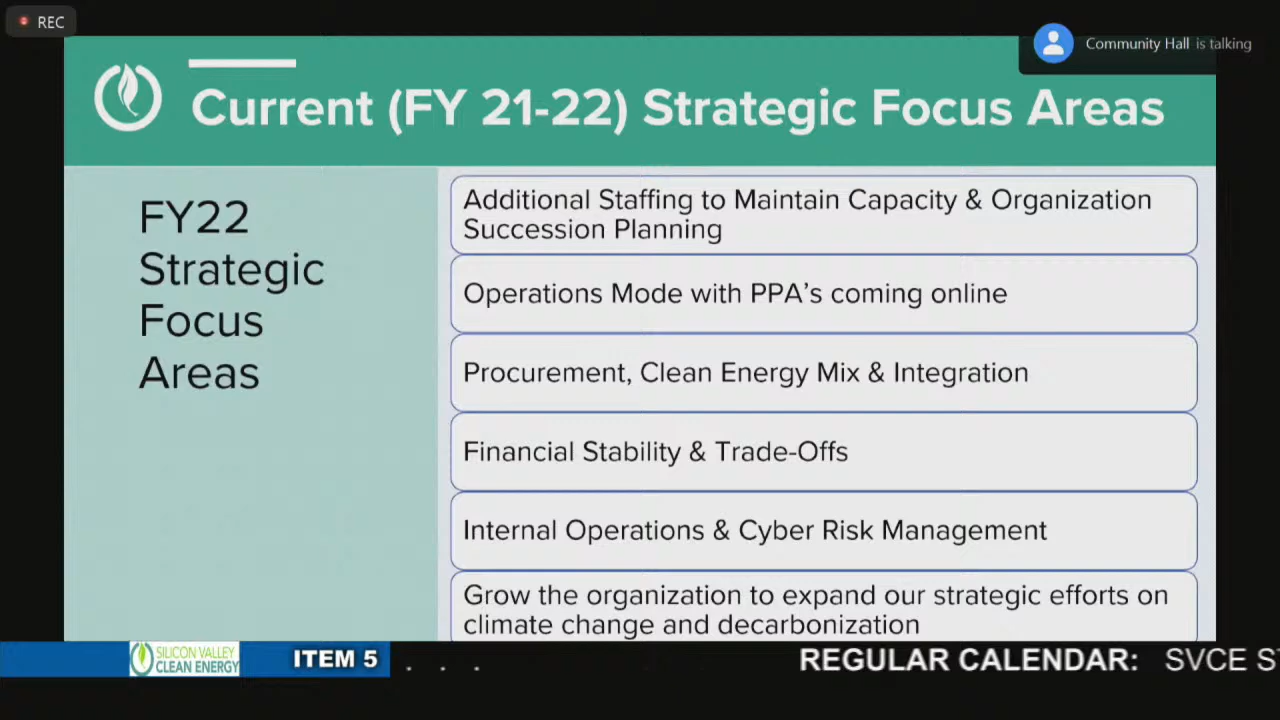 REC
Community Hall is talking
Current (FY 21-22) Strategic Focus Areas
FY22
Strategic
Focus
Areas
Additional Staffing to Maintain Capacity & Organization
Succession Planning
Operations Mode with PPA's coming online
Procurement, Clean Energy Mix & Integration
Financial Stability & Trade-Offs
Internal Operations & Cyber Risk Management
Grow the organization to expand our strategic efforts on
climate change and decarbonization
SILICON VALLEY
CLEAN ENERGY
ITEM 5 . . . REGULAR CALENDAR: SVCE